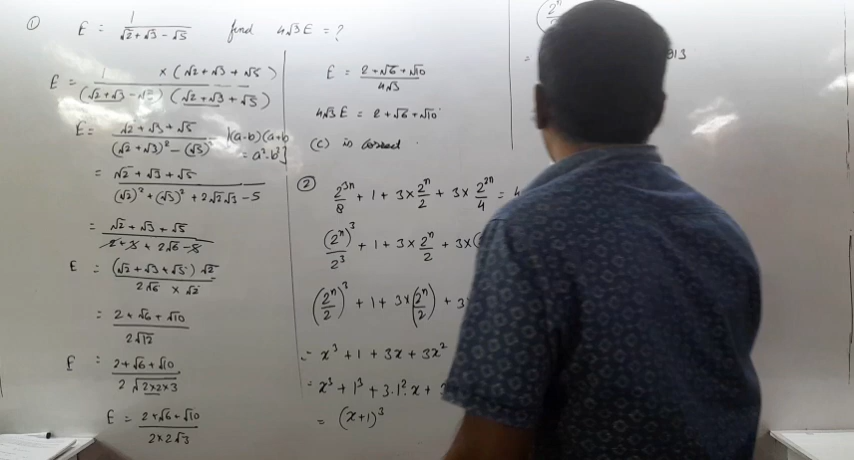 ① E = 1 / (√2 + √3 − √5) find 4√3 E = ?
E = 1 × (√2 + √3 + √5) / (√2 + √3 − √5) (√2 + √3 + √5)
E = (√2 + √3 + √5) / ((√2 + √3)² − (√5)²) [(a-b)(a+b
= a²-b²]
= (√2 + √3 + √5) / ((√2)² + (√3)² + 2√2√3 − 5)
= (√2 + √3 + √5) / (2 + 3 + 2√6 − 5)
E = (√2 + √3 + √5) √2 / (2√6 × √2)
= (2 + √6 + √10) / 2√12
E = (2 + √6 + √10) / 2√(2×2×3)
E = (2 + √6 + √10) / 2×2√3
E = (2 + √6 + √10) / 4√3
4√3 E = 2 + √6 + √10
(C) is correct
② 2^(3n)/8 + 1 + 3 × 2^n/2 + 3 × 2^(2n)/4 = 4
(2^n)³/2³ + 1 + 3 × 2^n/2 + 3×(
(2^n/2)³ + 1 + 3×(2^n/2) + 3
= x³ + 1 + 3x + 3x²
= x³ + 1³ + 3.1².x +
= (x+1)³
(2^n
=
913